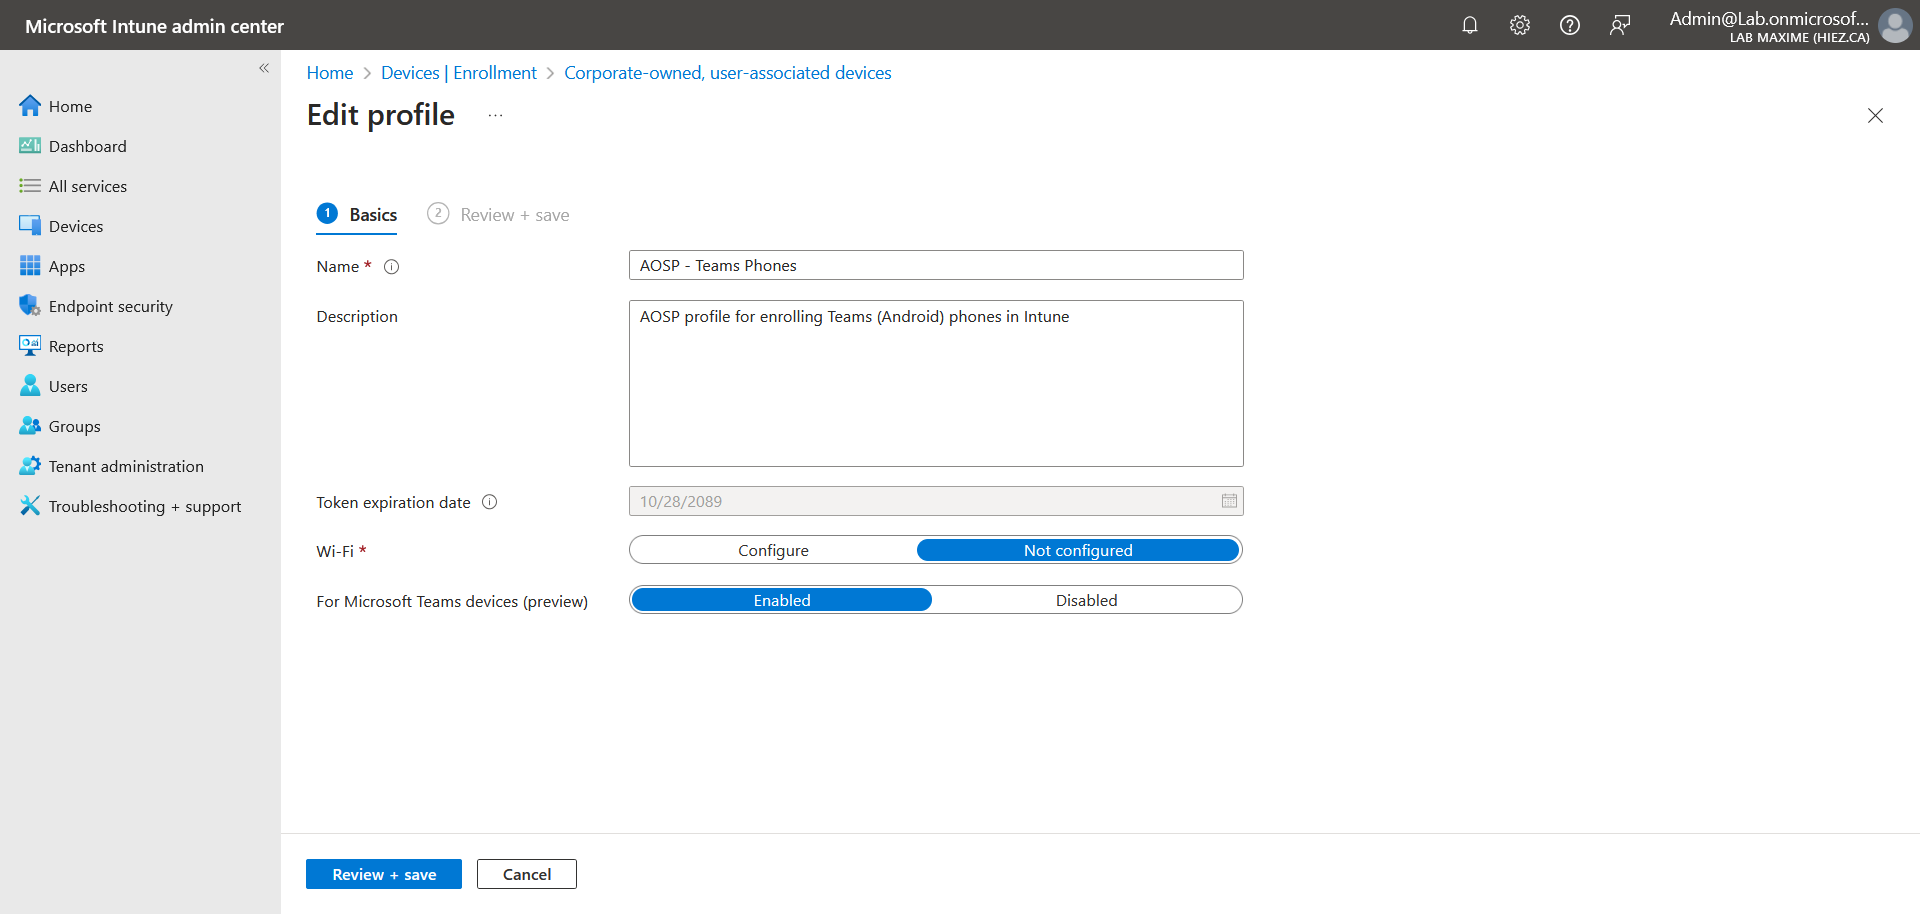 Microsoft Intune admin center
Admin@Lab.onmicrosof...
LAB MAXIME (HIEZ.CA)
Home
Dashboard
All services
Devices
Apps
Endpoint security
Reports
Users
Groups
Tenant administration
Troubleshooting + support
Home > Devices | Enrollment > Corporate-owned, user-associated devices
Edit profile ...
1 Basics 2 Review + save
Name * AOSP - Teams Phones
Description AOSP profile for enrolling Teams (Android) phones in Intune
Token expiration date 10/28/2089
Wi-Fi * Configure Not configured
For Microsoft Teams devices (preview) Enabled Disabled
Review + save Cancel